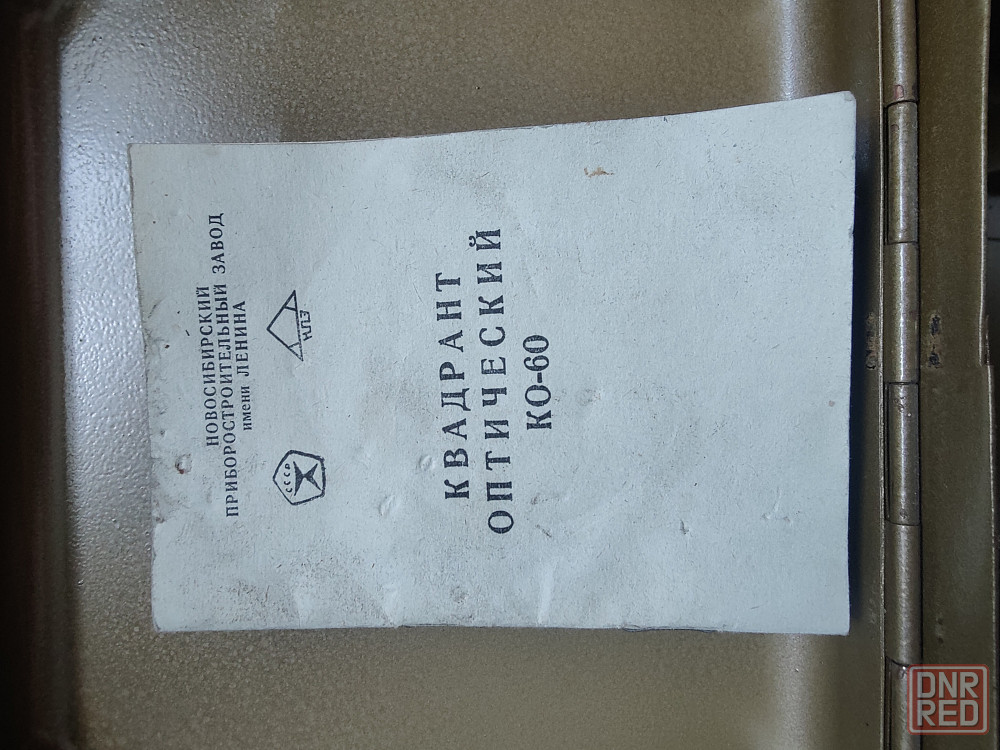 НОВОСИБИРСКИЙ
ПРИБОРОСТРОИТЕЛЬНЫЙ ЗАВОД
имени ЛЕНИНА
СССР
НПЗ
КВАДРАНТ
ОПТИЧЕСКИЙ
КО-60
DNR
RED